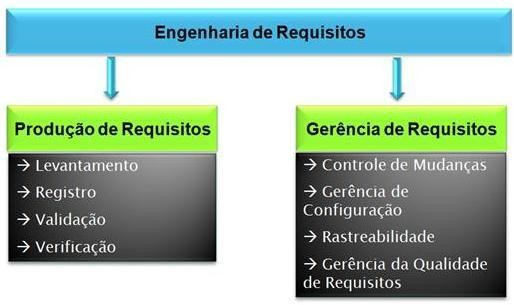 Engenharia de Requisitos
Produção de Requisitos
→ Levantamento
→ Registro
→ Validação
→ Verificação
Gerência de Requisitos
→ Controle de Mudanças
→ Gerência de
Configuração
→ Rastreabilidade
→ Gerência da Qualidade
de Requisitos